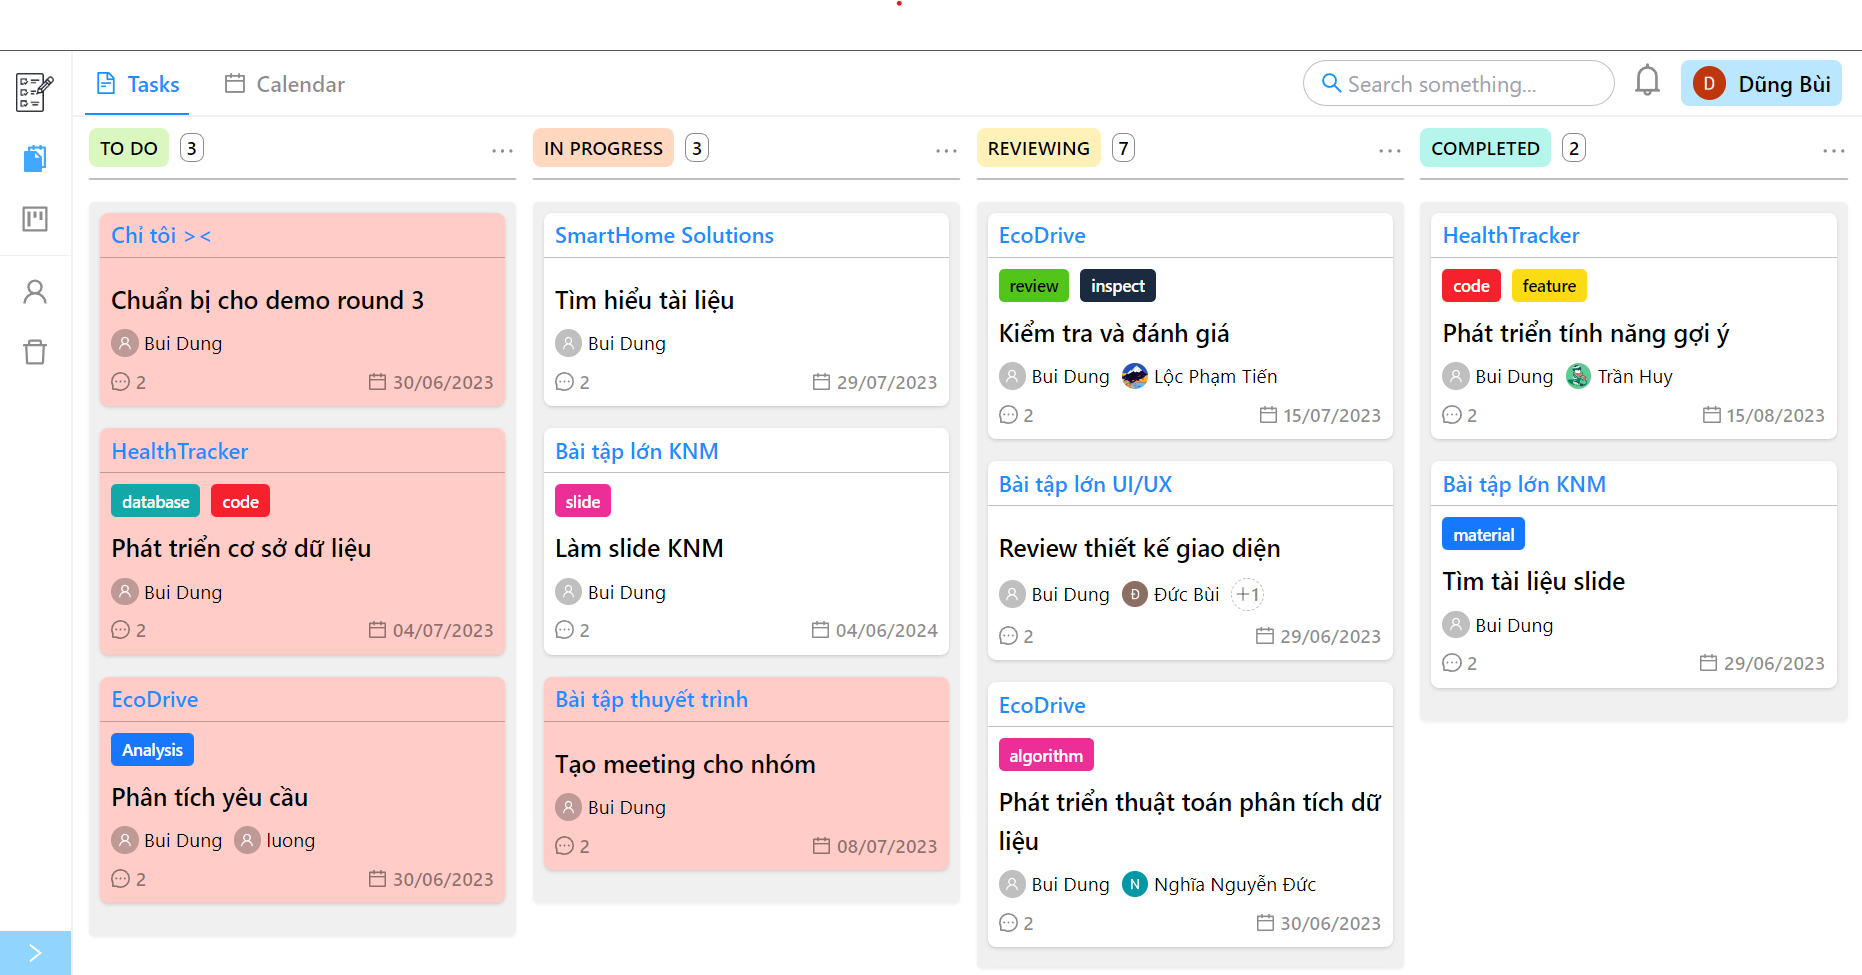 Tasks
Calendar
Search something...
D
Dũng Bùi
TO DO
3
...
Chỉ tôi ><
Chuẩn bị cho demo round 3
Bui Dung
2
30/06/2023
HealthTracker
database
code
Phát triển cơ sở dữ liệu
Bui Dung
2
04/07/2023
EcoDrive
Analysis
Phân tích yêu cầu
Bui Dung
luong
2
30/06/2023
IN PROGRESS
3
...
SmartHome Solutions
Tìm hiểu tài liệu
Bui Dung
2
29/07/2023
Bài tập lớn KNM
slide
Làm slide KNM
Bui Dung
2
04/06/2024
Bài tập thuyết trình
Tạo meeting cho nhóm
Bui Dung
2
08/07/2023
REVIEWING
7
...
EcoDrive
review
inspect
Kiểm tra và đánh giá
Bui Dung
Lộc Phạm Tiến
2
15/07/2023
Bài tập lớn UI/UX
Review thiết kế giao diện
Bui Dung
Đ
Đức Bùi
+1
2
29/06/2023
EcoDrive
algorithm
Phát triển thuật toán phân tích dữ
liệu
Bui Dung
N
Nghĩa Nguyễn Đức
2
30/06/2023
COMPLETED
2
...
HealthTracker
code
feature
Phát triển tính năng gợi ý
Bui Dung
Trần Huy
2
15/08/2023
Bài tập lớn KNM
material
Tìm tài liệu slide
Bui Dung
2
29/06/2023